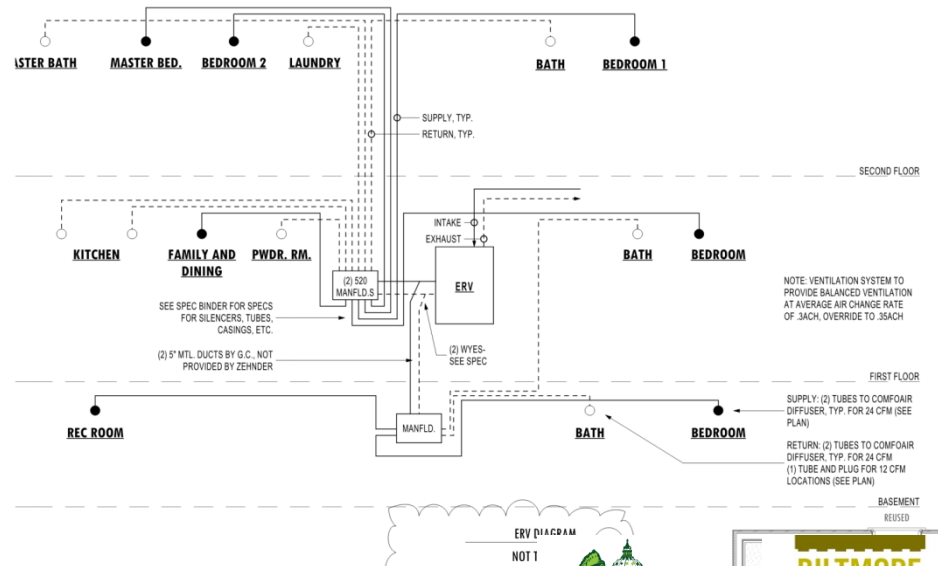 ASTER BATH
MASTER BED.
BEDROOM 2
LAUNDRY
BATH
BEDROOM 1
SUPPLY, TYP.
RETURN, TYP.
SECOND FLOOR
INTAKE
EXHAUST
KITCHEN
FAMILY AND
DINING
PWDR. RM.
ERV
BATH
BEDROOM
(2) 520
MANFLD.S
SEE SPEC BINDER FOR SPECS
FOR SILENCERS, TUBES,
CASINGS, ETC.
NOTE: VENTILATION SYSTEM TO
PROVIDE BALANCED VENTILATION
AT AVERAGE AIR CHANGE RATE
OF .3ACH, OVERRIDE TO .35ACH
(2) 5" MTL. DUCTS BY G.C., NOT
PROVIDED BY ZEHNDER
(2) WYES-
SEE SPEC
FIRST FLOOR
REC ROOM
MANFLD.
BATH
BEDROOM
SUPPLY: (2) TUBES TO COMFOAIR
DIFFUSER, TYP. FOR 24 CFM (SEE
PLAN)
RETURN: (2) TUBES TO COMFOAIR
DIFFUSER, TYP. FOR 24 CFM
(1) TUBE AND PLUG FOR 12 CFM
LOCATIONS (SEE PLAN)
BASEMENT
REUSED
ERV DIAGRAM
NOT T
BILTMORE